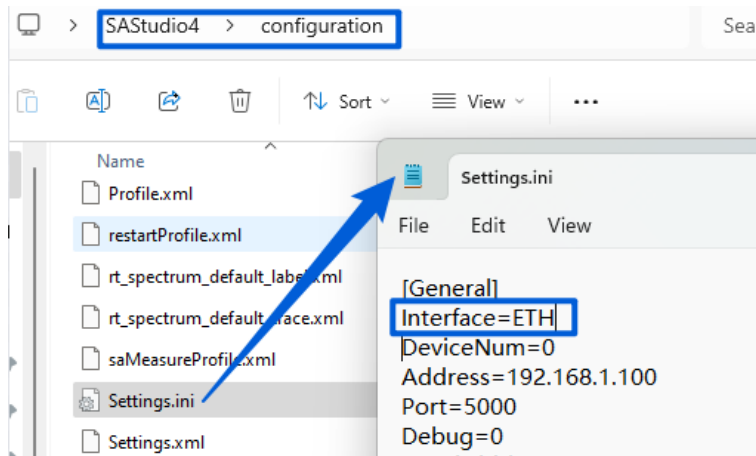 > SAStudio4 > configuration
Sea
Sort
View
Name
Profile.xml
restartProfile.xml
rt_spectrum_default_label.xml
rt_spectrum_default_trace.xml
saMeasureProfile.xml
Settings.ini
Settings.xml
Settings.ini
File Edit View
[General]
Interface=ETH
DeviceNum=0
Address=192.168.1.100
Port=5000
Debug=0